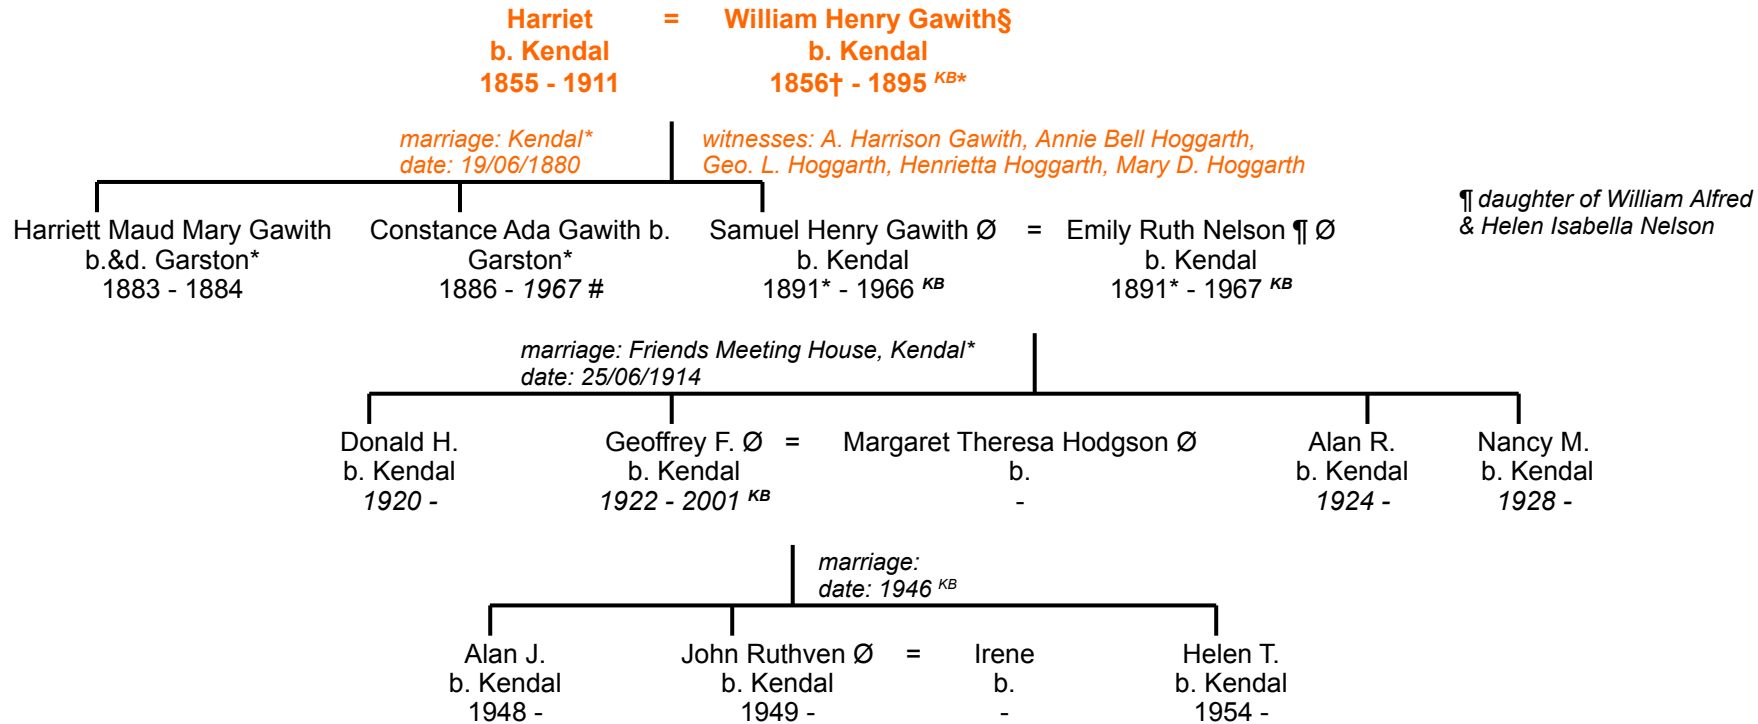 Harriet = William Henry Gawith§
b. Kendal b. Kendal
1855 - 1911 1856† - 1895 KB*
marriage: Kendal* witnesses: A. Harrison Gawith, Annie Bell Hoggarth,
date: 19/06/1880 Geo. L. Hoggarth, Henrietta Hoggarth, Mary D. Hoggarth
¶ daughter of William Alfred
& Helen Isabella Nelson
Harriett Maud Mary Gawith Constance Ada Gawith b. Samuel Henry Gawith Ø = Emily Ruth Nelson ¶ Ø
b.&d. Garston* Garston* b. Kendal b. Kendal
1883 - 1884 1886 - 1967 # 1891* - 1966 KB 1891* - 1967 KB
marriage: Friends Meeting House, Kendal*
date: 25/06/1914
Donald H. Geoffrey F. Ø = Margaret Theresa Hodgson Ø Alan R. Nancy M.
b. Kendal b. Kendal b. b. Kendal b. Kendal
1920 - 1922 - 2001 KB - 1924 - 1928 -
marriage:
date: 1946 KB
Alan J. John Ruthven Ø = Irene Helen T.
b. Kendal b. Kendal b. b. Kendal
1948 - 1949 - - 1954 -